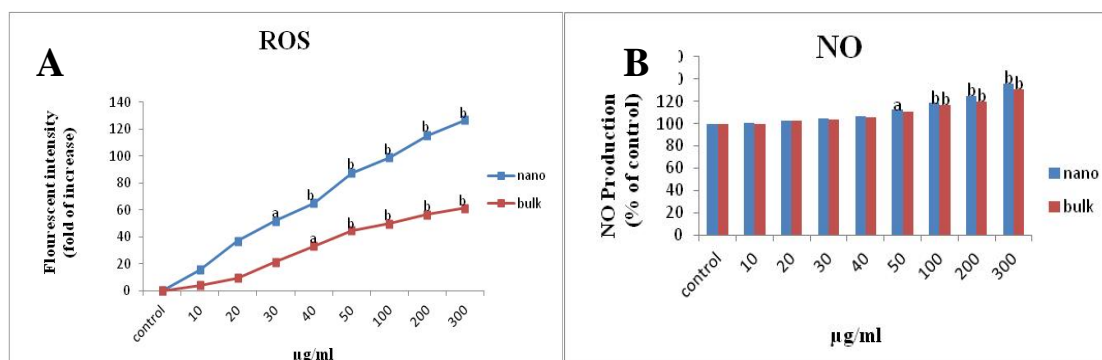 A
ROS
Flourescent intensity
(fold of increase)
140
120
100
80
60
40
20
0
a
b
b
b
b
b
a
b
b
b
b
nano
bulk
control
10
20
30
40
50
100
200
300
µg/ml
B
NO
NO Production
(% of control)
120
100
80
60
40
20
0
a
b b
b b
b b
nano
bulk
control
10
20
30
40
50
100
200
300
µg/ml